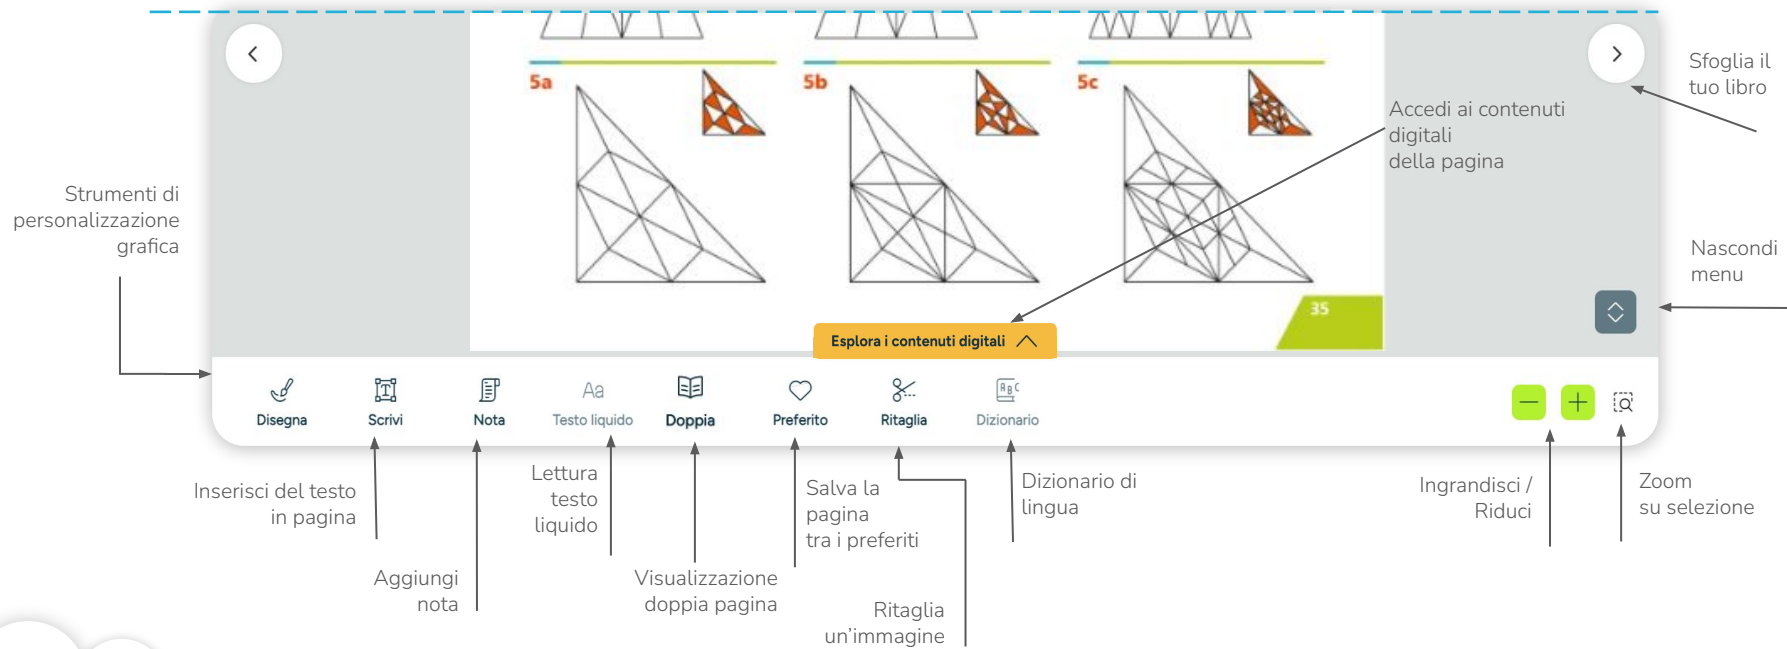 5a
5b
5c
Sfoglia il
tuo libro
Accedi ai contenuti
digitali
della pagina
Strumenti di
personalizzazione
grafica
Nascondi
menu
35
Esplora i contenuti digitali
Disegna
Scrivi
Nota
Aa
Testo liquido
Doppia
Preferito
Ritaglia
ABC
Dizionario
Inserisci del testo
in pagina
Aggiungi
nota
Lettura
testo
liquido
Visualizzazione
doppia pagina
Salva la
pagina
tra i preferiti
Ritaglia
un'immagine
Dizionario di
lingua
Ingrandisci /
Riduci
Zoom
su selezione